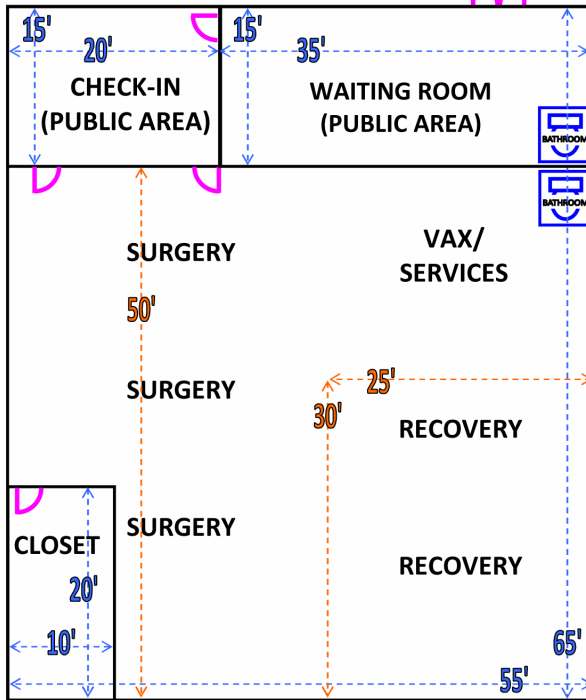 15'
20'
CHECK-IN
(PUBLIC AREA)
15'
35'
WAITING ROOM
(PUBLIC AREA)
BATHROOM
BATHROOM
SURGERY
VAX/
SERVICES
50'
SURGERY
25'
30'
RECOVERY
SURGERY
CLOSET
RECOVERY
20'
10'
65'
55'